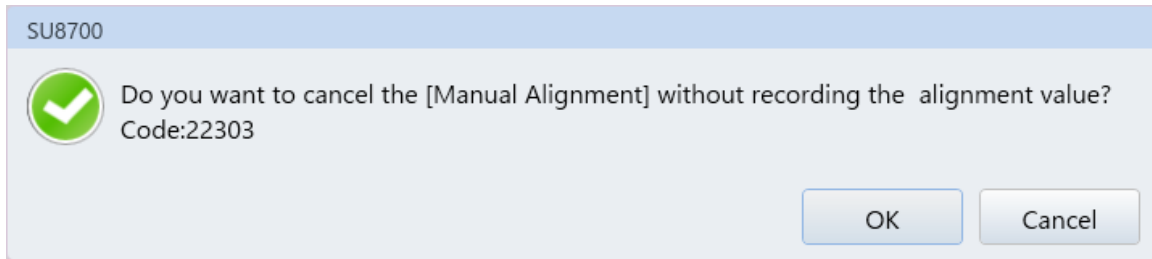 SU8700
Do you want to cancel the [Manual Alignment] without recording the  alignment value?
Code:22303
OK
Cancel